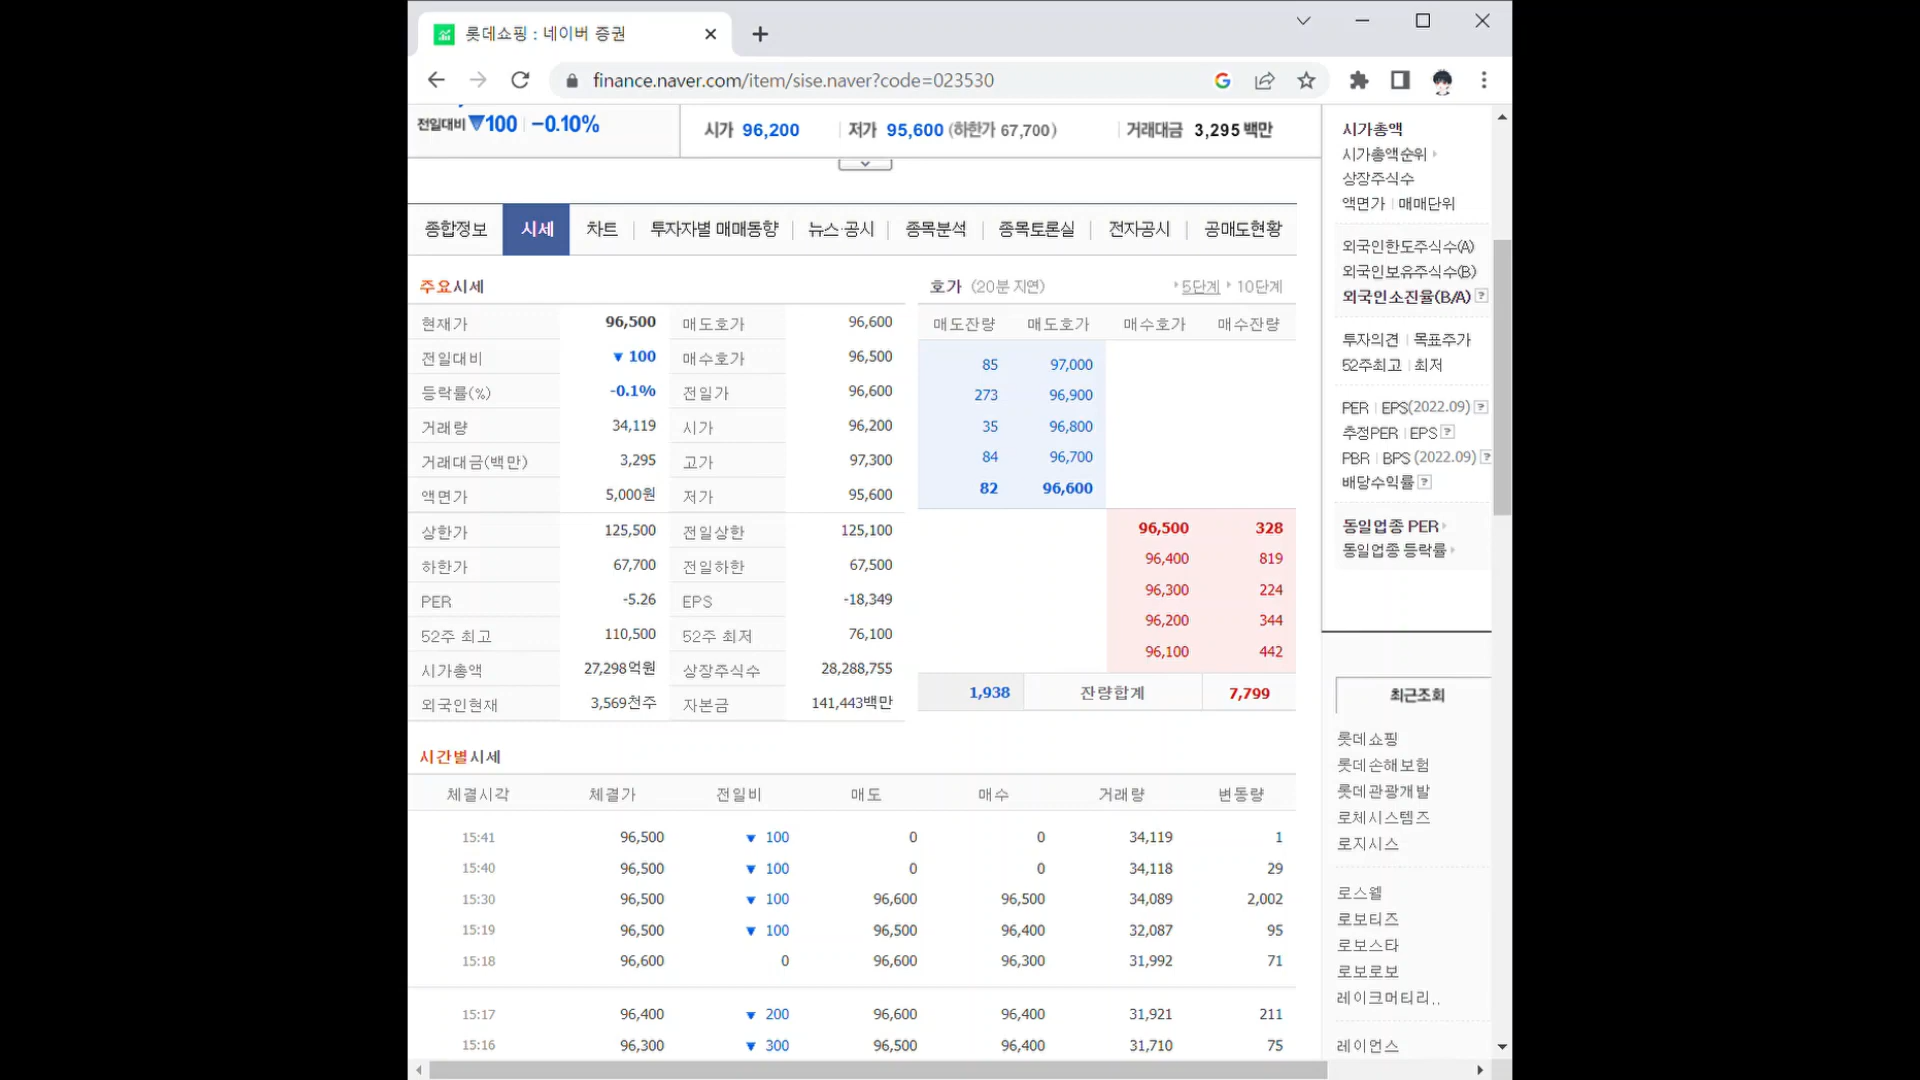 롯데쇼핑 : 네이버 증권
finance.naver.com/item/sise.naver?code=023530
전일대비 ▼100 -0.10%
시가 96,200 저가 95,600 (하한가 67,700) 거래대금 3,295 백만
종합정보 시세 차트 투자자별 매매동향 뉴스·공시 종목분석 종목토론실 전자공시 공매도현황
주요시세
현재가 96,500 매도호가 96,600
전일대비 ▼ 100 매수호가 96,500
등락률(%) -0.1% 전일가 96,600
거래량 34,119 시가 96,200
거래대금(백만) 3,295 고가 97,300
액면가 5,000원 저가 95,600
상한가 125,500 전일상한 125,100
하한가 67,700 전일하한 67,500
PER -5.26 EPS -18,349
52주 최고 110,500 52주 최저 76,100
시가총액 27,298억원 상장주식수 28,288,755
외국인현재 3,569천주 자본금 141,443백만
호가 (20분 지연) 5단계 10단계
매도잔량 매도호가 매수호가 매수잔량
85 97,000
273 96,900
35 96,800
84 96,700
82 96,600
96,500 328
96,400 819
96,300 224
96,200 344
96,100 442
1,938 잔량합계 7,799
시간별시세
체결시각 체결가 전일비 매도 매수 거래량 변동량
15:41 96,500 ▼ 100 0 0 34,119 1
15:40 96,500 ▼ 100 0 0 34,118 29
15:30 96,500 ▼ 100 96,600 96,500 34,089 2,002
15:19 96,500 ▼ 100 96,500 96,400 32,087 95
15:18 96,600 0 96,600 96,300 31,992 71
15:17 96,400 ▼ 200 96,600 96,400 31,921 211
15:16 96,300 ▼ 300 96,500 96,400 31,710 75
시가총액
시가총액순위
상장주식수
액면가 매매단위
외국인한도주식수(A)
외국인보유주식수(B)
외국인소진율(B/A) ?
투자의견 목표주가
52주최고 최저
PER EPS(2022.09) ?
추정PER EPS ?
PBR BPS (2022.09) ?
배당수익률 ?
동일업종 PER
동일업종 등락률
최근조회
롯데쇼핑
롯데손해보험
롯데관광개발
로체시스템즈
로지시스
로스웰
로보티즈
로보스타
로보로보
레이크머티리..
레이언스